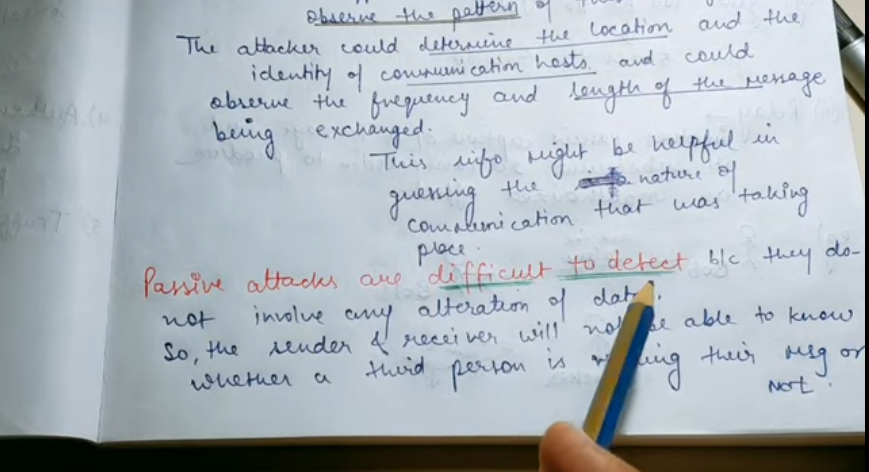 observe the pattern of
The attacker could determine the location and the
identity of communication hosts and could
observe the frequency and length of the message
being exchanged.
This info might be helpful in
guessing the nature of
communication that was taking
place.
Passive attacks are difficult to detect b/c they do-
not involve any alteration of data.
So, the sender & receiver will not be able to know
whether a third person is their msg or
not.